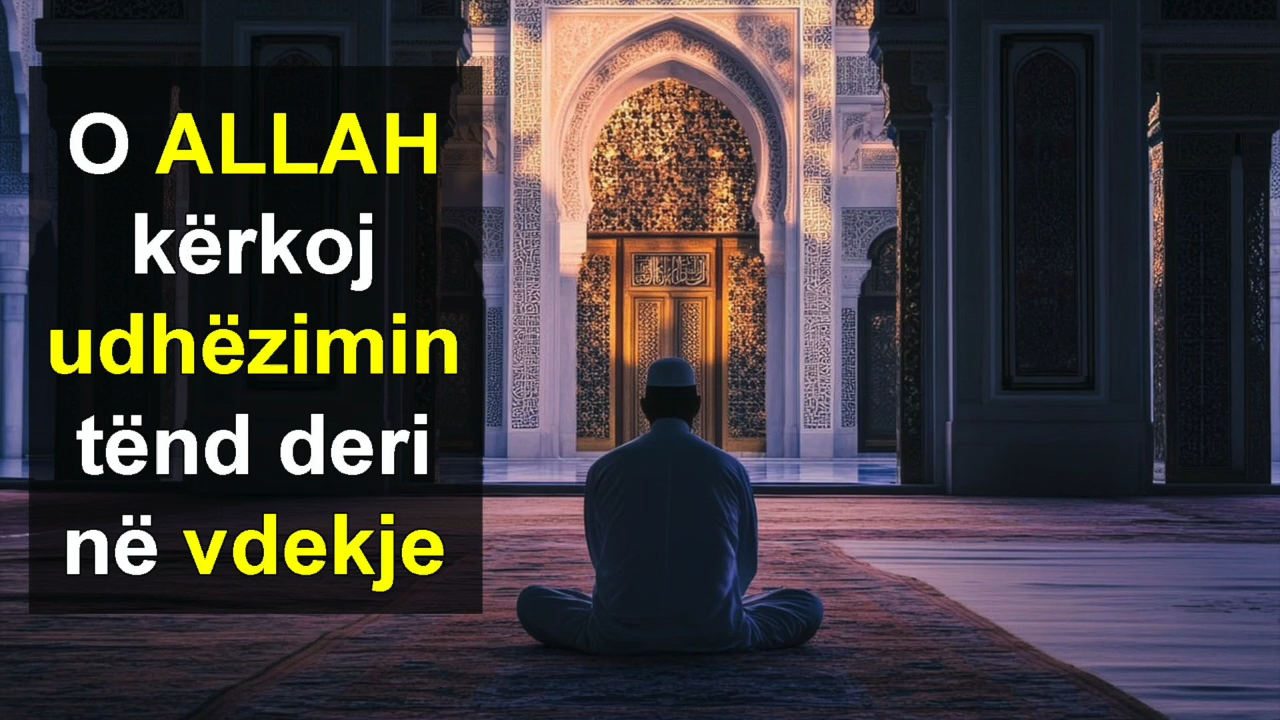 O ALLAH
kërkoj
udhëzimin
tënd deri
në vdekje